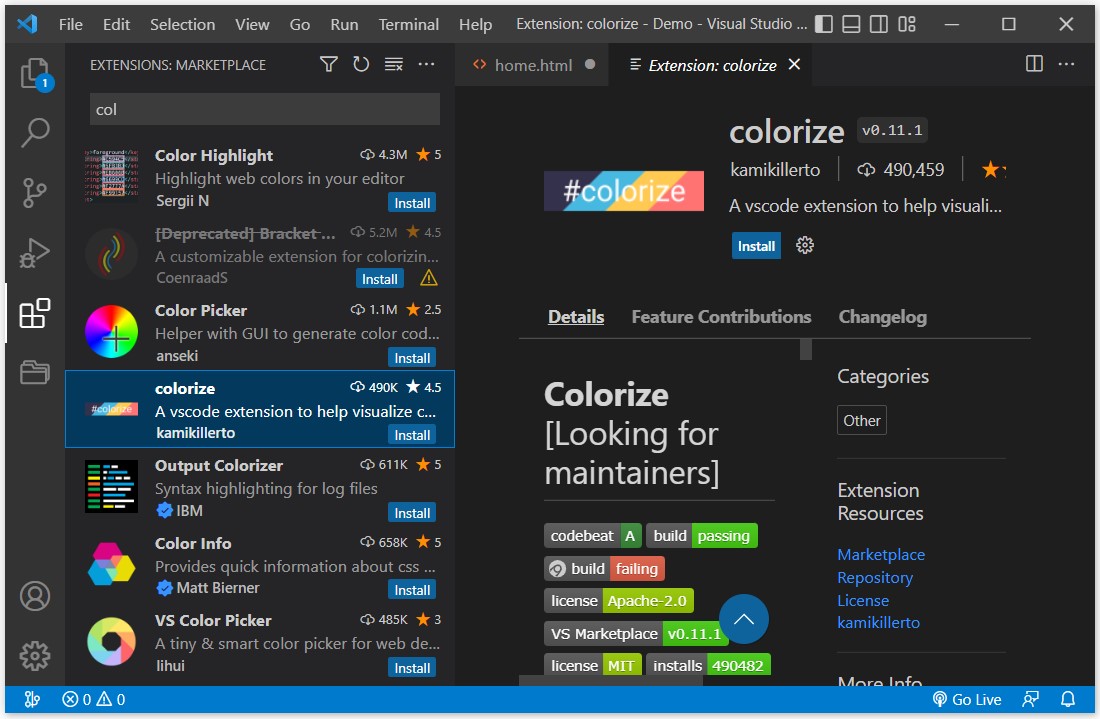 File Edit Selection View Go Run Terminal Help Extension: colorize - Demo - Visual Studio ...
1
EXTENSIONS: MARKETPLACE
col
Color Highlight 4.3M 5
Highlight web colors in your editor
Sergii N Install
[Deprecated] Bracket ... 5.2M 4.5
A customizable extension for colorizin...
CoenraadS Install
Color Picker 1.1M 2.5
Helper with GUI to generate color cod...
anseki Install
#colorize
colorize 490K 4.5
A vscode extension to help visualize c...
kamikillerto Install
Output Colorizer 611K 5
Syntax highlighting for log files
IBM Install
Color Info 658K 5
Provides quick information about css ...
Matt Bierner Install
VS Color Picker 485K 3
A tiny & smart color picker for web de...
lihui Install
home.html Extension: colorize
#colorize
colorize v0.11.1
kamikillerto 490,459
A vscode extension to help visuali...
Install
Details Feature Contributions Changelog
Colorize
[Looking for
maintainers]
codebeat A build passing
build failing
license Apache-2.0
VS Marketplace v0.11.1
license MIT installs 490482
Categories
Other
Extension
Resources
Marketplace
Repository
License
kamikillerto
More Info
0 0 Go Live